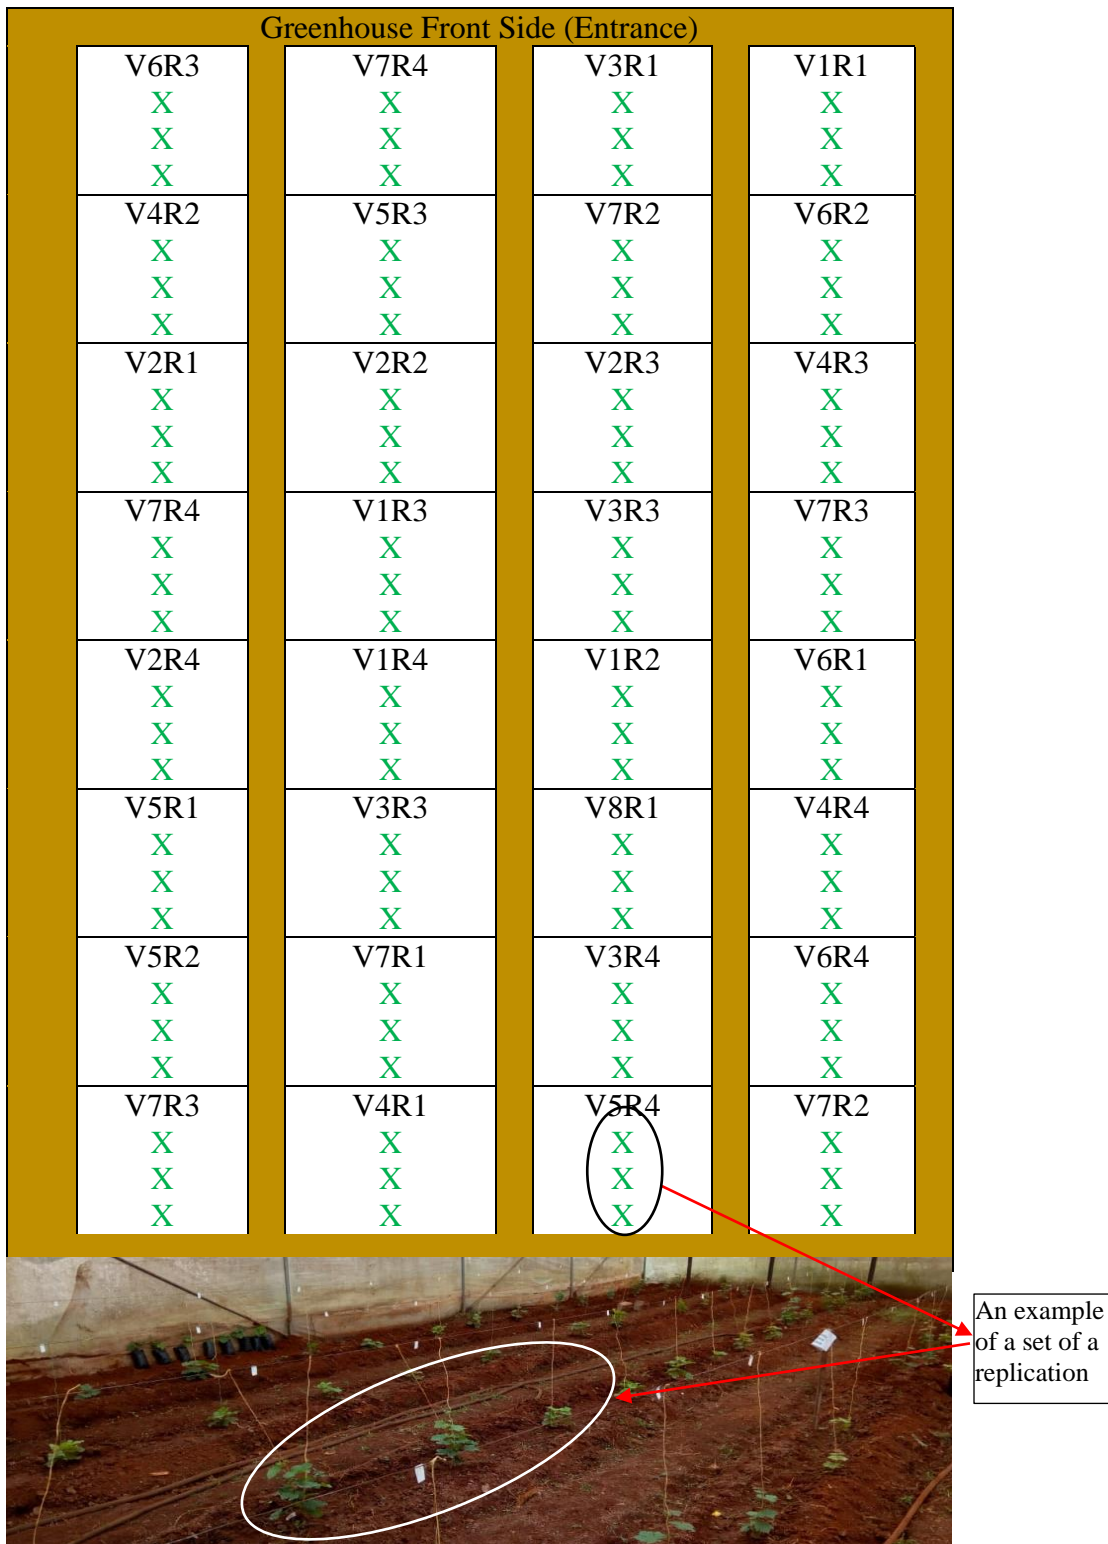 Greenhouse Front Side (Entrance)
V6R3 V7R4 V3R1 V1R1
X X X X
X X X X
X X X X
V4R2 V5R3 V7R2 V6R2
X X X X
X X X X
X X X X
V2R1 V2R2 V2R3 V4R3
X X X X
X X X X
X X X X
V7R4 V1R3 V3R3 V7R3
X X X X
X X X X
X X X X
V2R4 V1R4 V1R2 V6R1
X X X X
X X X X
X X X X
V5R1 V3R3 V8R1 V4R4
X X X X
X X X X
X X X X
V5R2 V7R1 V3R4 V6R4
X X X X
X X X X
X X X X
V7R3 V4R1 V5R4 V7R2
X X X X
X X X X
X X X X
An example
of a set of a
replication